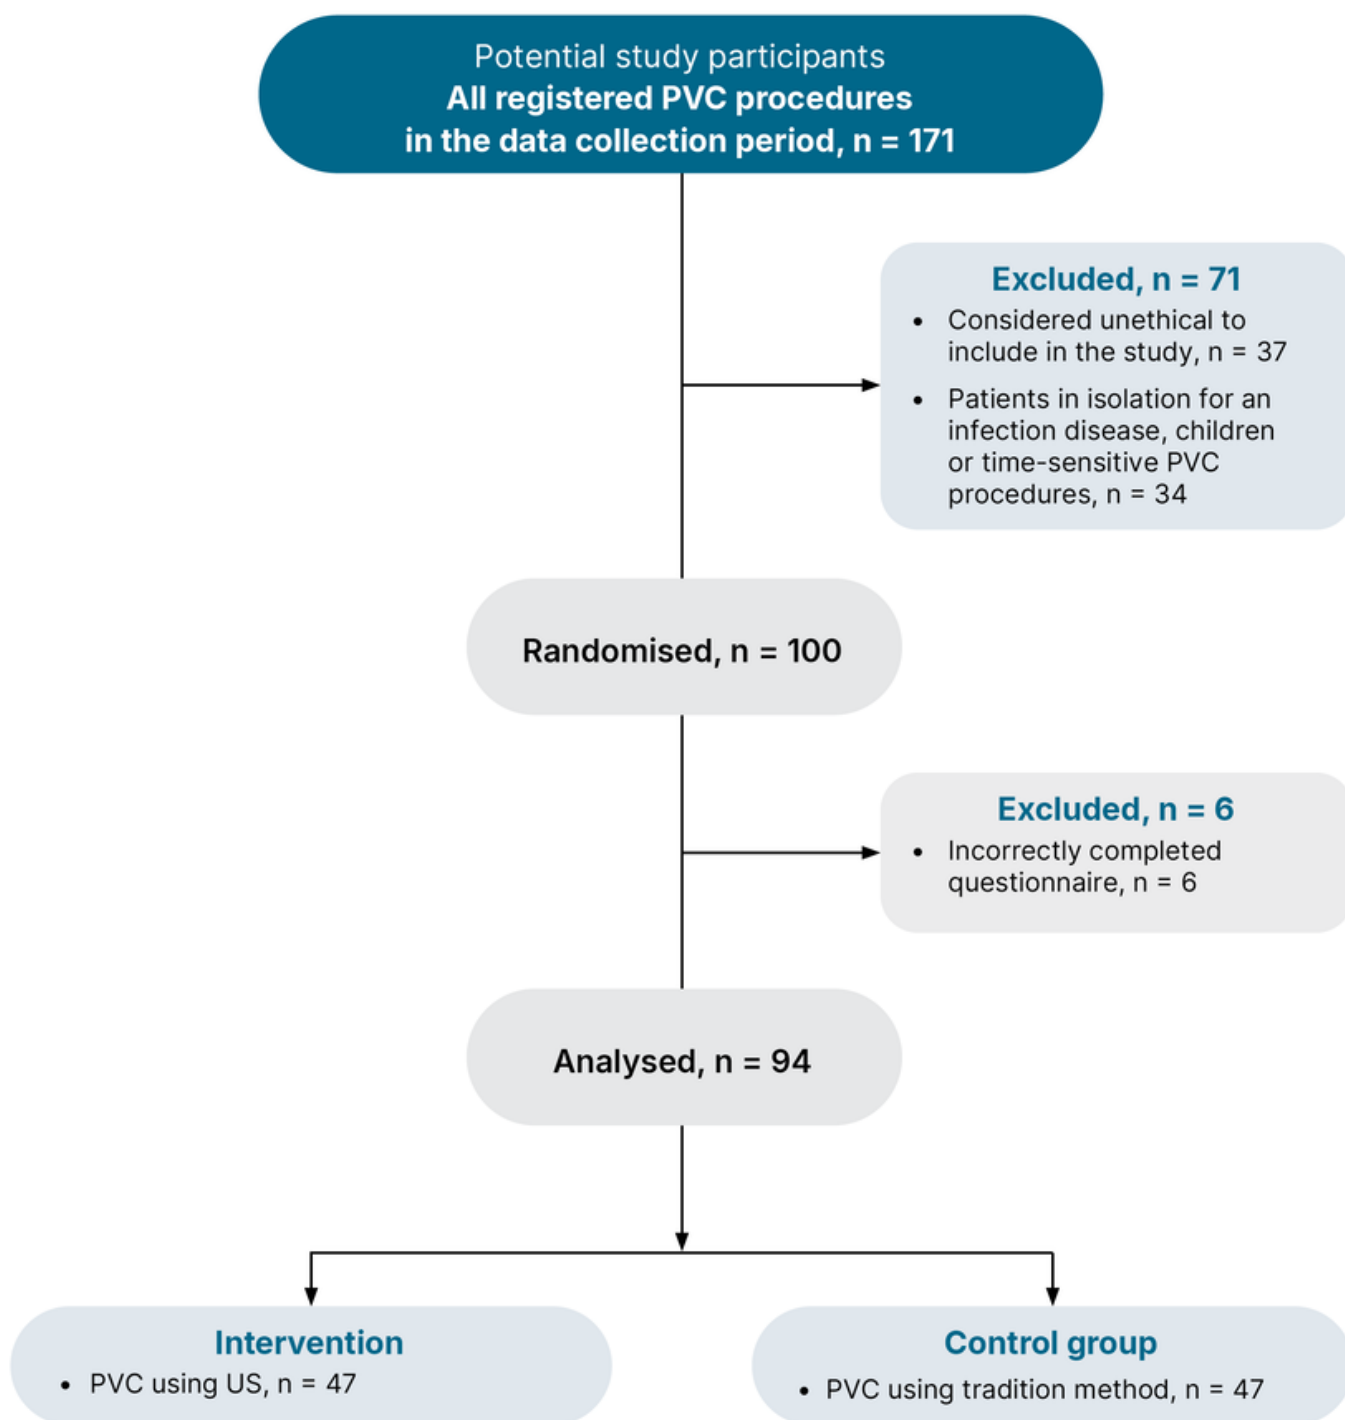 Potential study participants
All registered PVC procedures
in the data collection period, n = 171
Excluded, n = 71
• Considered unethical to
include in the study, n = 37
• Patients in isolation for an
infection disease, children
or time-sensitive PVC
procedures, n = 34
Randomised, n = 100
Excluded, n = 6
• Incorrectly completed
questionnaire, n = 6
Analysed, n = 94
Intervention
• PVC using US, n = 47
Control group
• PVC using tradition method, n = 47